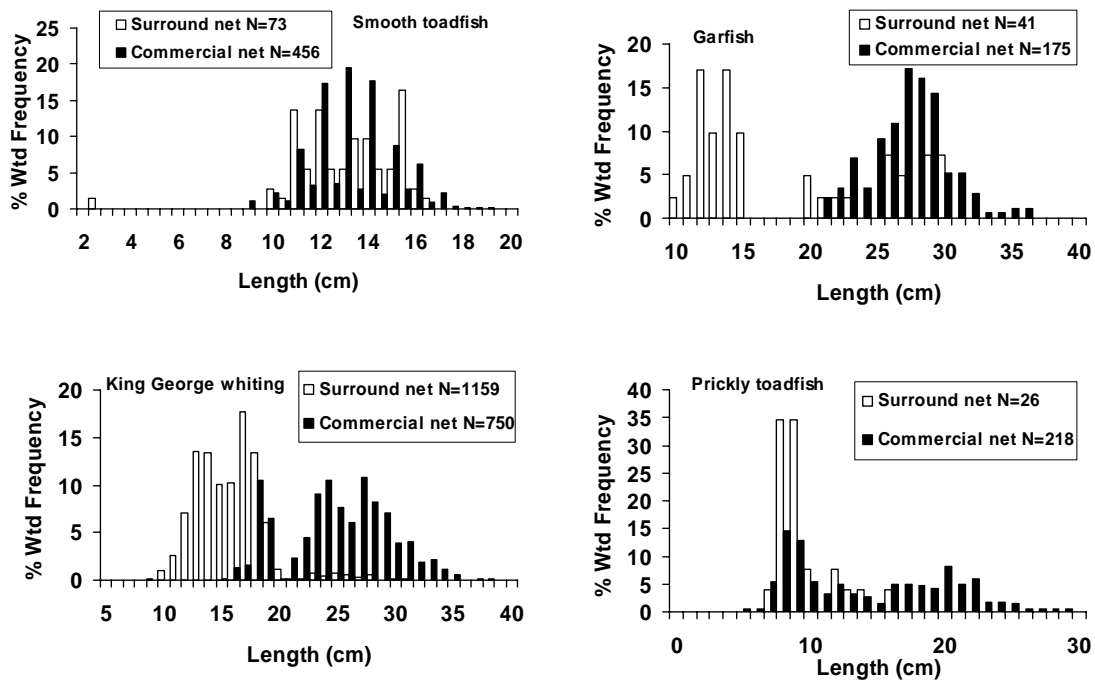 Smooth toadfish
Surround net N=73
Commercial net N=456
% Wtd Frequency
25
20
15
10
5
0
2 4 6 8 10 12 14 16 18 20
Length (cm)
Garfish
Surround net N=41
Commercial net N=175
% Wtd Frequency
20
15
10
5
0
10 15 20 25 30 35 40
Length (cm)
King George whiting
Surround net N=1159
Commercial net N=750
% Wtd Frequency
20
15
10
5
0
5 10 15 20 25 30 35 40
Length (cm)
Prickly toadfish
Surround net N=26
Commercial net N=218
% Wtd Frequency
40
35
30
25
20
15
10
5
0
0 10 20 30
Length (cm)